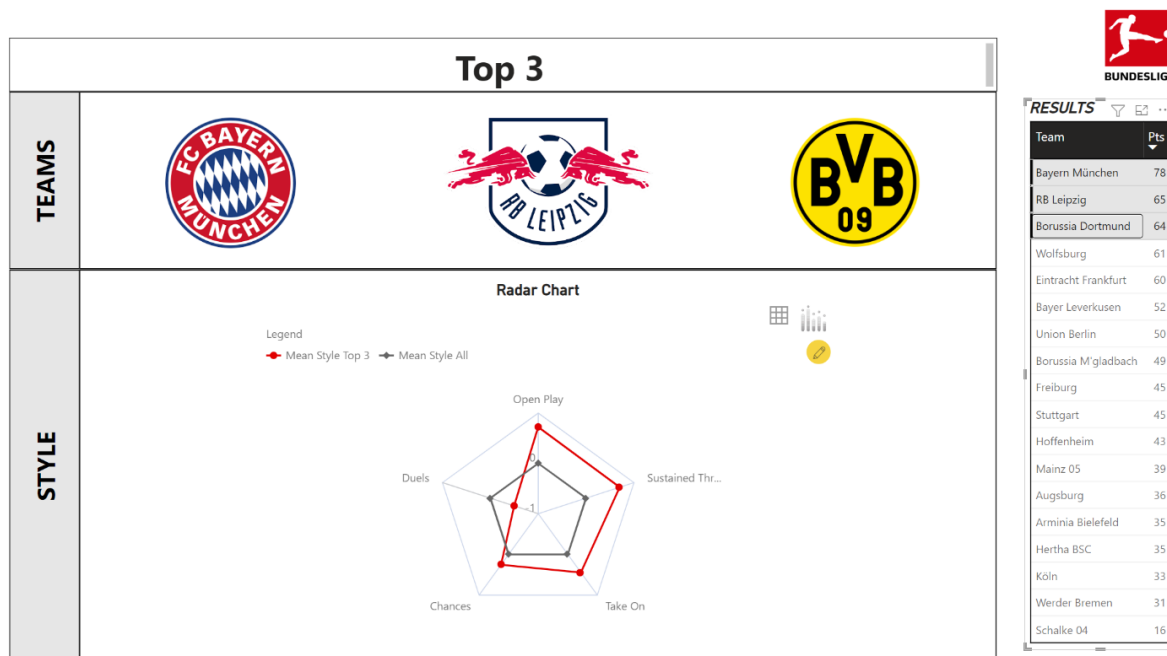 Top 3
BUNDESLIG
TEAMS
FC BAYERN
MÜNCHEN
RB LEIPZIG
BVB
09
RESULTS
Team Pts
Bayern München 78
RB Leipzig 65
Borussia Dortmund 64
Wolfsburg 61
Eintracht Frankfurt 60
Bayer Leverkusen 52
Union Berlin 50
Borussia M'gladbach 49
Freiburg 45
Stuttgart 45
Hoffenheim 43
Mainz 05 39
Augsburg 36
Arminia Bielefeld 35
Hertha BSC 35
Köln 33
Werder Bremen 31
Schalke 04 16
STYLE
Radar Chart
Legend
Mean Style Top 3 Mean Style All
Open Play
0
Duels
Sustained Thr...
-1
Chances
Take On